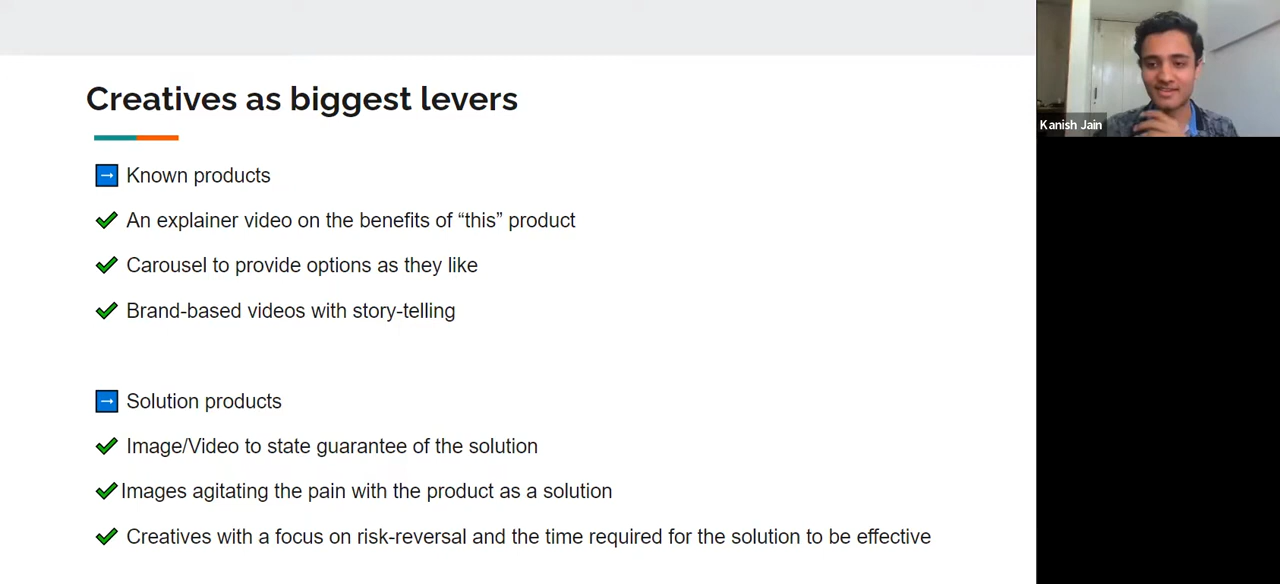 Creatives as biggest levers
Kanish Jain
➡ Known products
✔ An explainer video on the benefits of “this” product
✔ Carousel to provide options as they like
✔ Brand-based videos with story-telling
➡ Solution products
✔ Image/Video to state guarantee of the solution
✔ Images agitating the pain with the product as a solution
✔ Creatives with a focus on risk-reversal and the time required for the solution to be effective